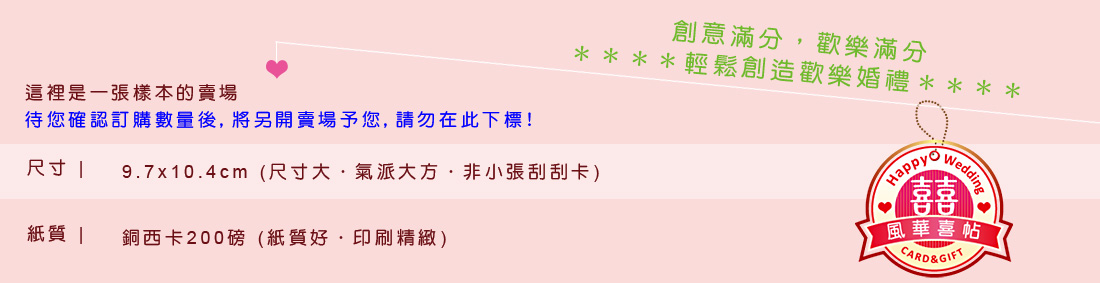 創意滿分，歡樂滿分
＊＊＊＊輕鬆創造歡樂婚禮＊＊＊＊
這裡是一張樣本的賣場
待您確認訂購數量後，將另開賣場予您，請勿在此下標！
尺寸｜ 9.7x10.4cm (尺寸大・氣派大方・非小張刮刮卡)
紙質｜ 銅西卡200磅 (紙質好・印刷精緻)
Happy Wedding
囍
風華喜帖
CARD&GIFT